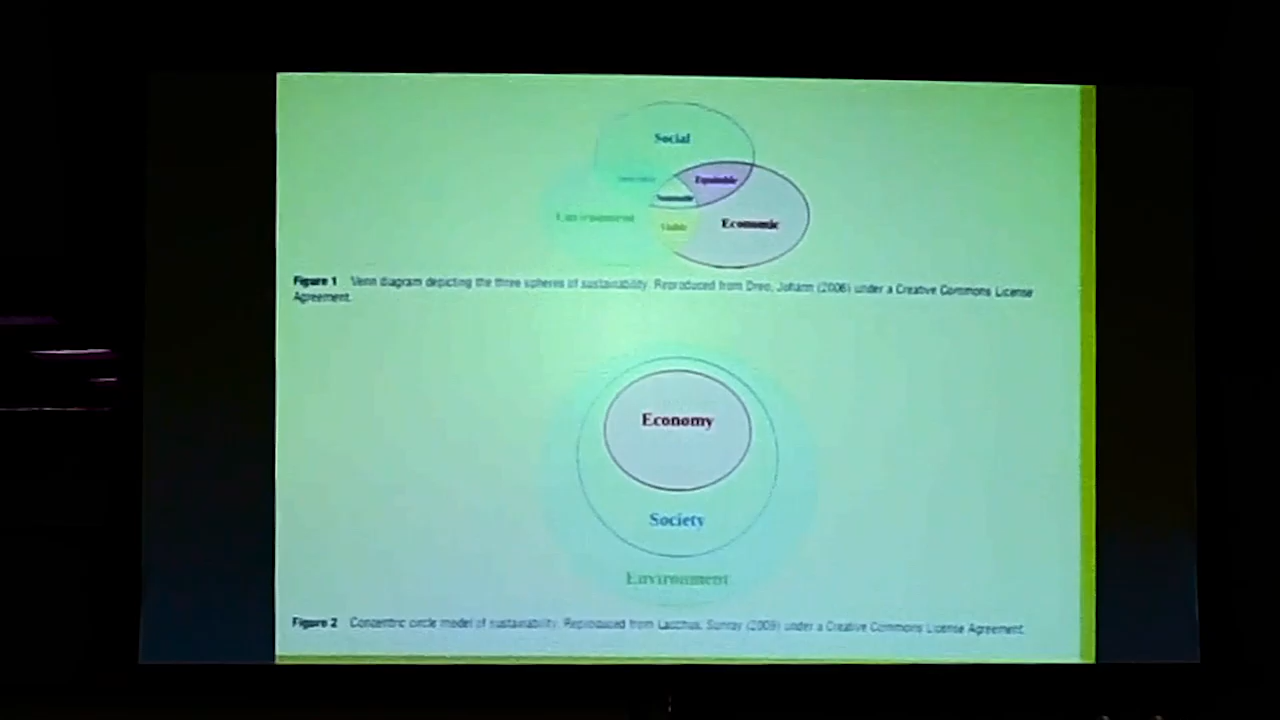 Social
Equitable
Environment
Economic
Figure 1 Venn diagram depicting the three spheres of sustainability. Reproduced from Dreo, Johann (2006) under a Creative Commons License
Agreement.
Economy
Society
Environment
Figure 2 Concentric circle model of sustainability. Reproduced from Sunray (2009) under a Creative Commons License Agreement.